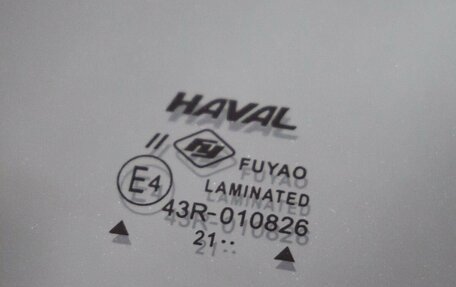 HAVAL
II
FY FUYAO
E4 LAMINATED
43R-010826
21··